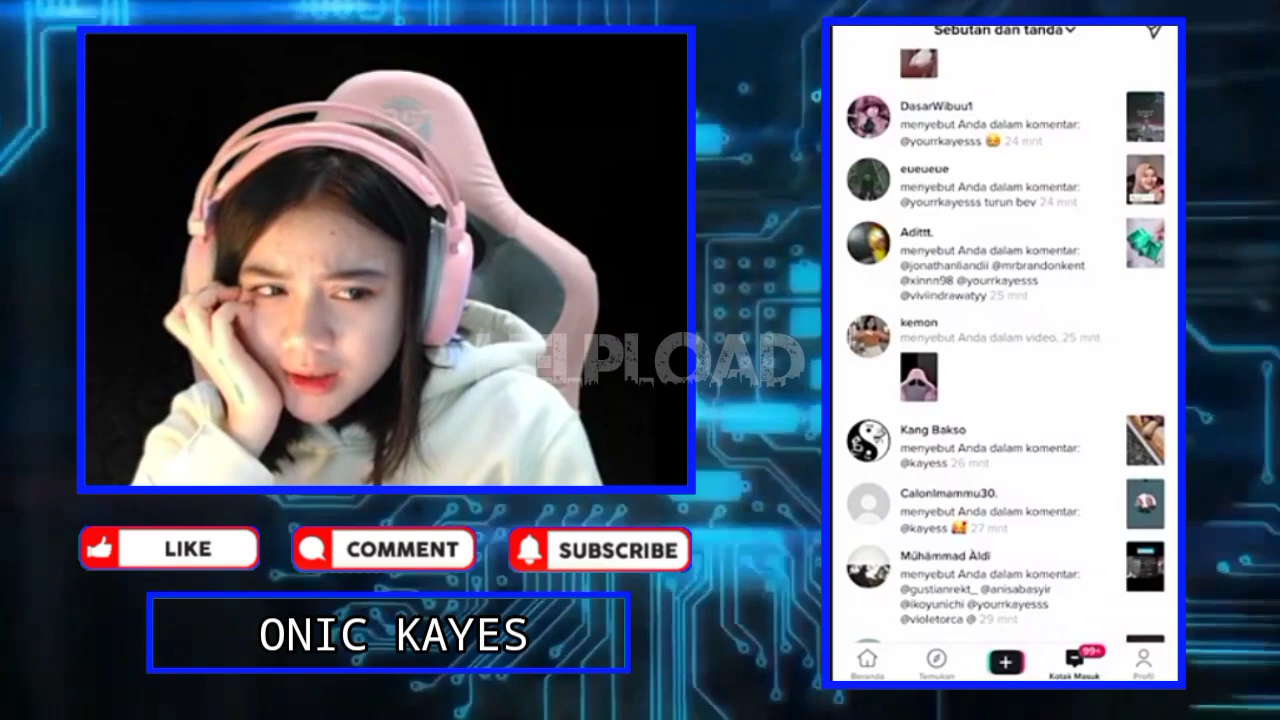 LIKE
COMMENT
SUBSCRIBE
ONIC KAYES
Sebutan dan tanda
DasarWibuu1
menyebut Anda dalam komentar:
@yourrkayesss 😆 24 mnt
eueueue
menyebut Anda dalam komentar:
@yourrkayesss turun bev 24 mnt
Adittt.
menyebut Anda dalam komentar:
@jonathanliandii @mrbrandonkent
@xinnn98 @yourrkayesss
@viviindrawatyy 25 mnt
kemon
menyebut Anda dalam video. 25 mnt
Kang Bakso
menyebut Anda dalam komentar:
@kayess 26 mnt
CalonImammu30.
menyebut Anda dalam komentar:
@kayess 🥰 27 mnt
Műhämmad Àldi
menyebut Anda dalam komentar:
@gustianrekt_ @anisabasyir
@ikoyunichi @yourrkayesss
@violetorca @ 29 mnt
99+
Beranda
Temukan
Kotak Masuk
Profil